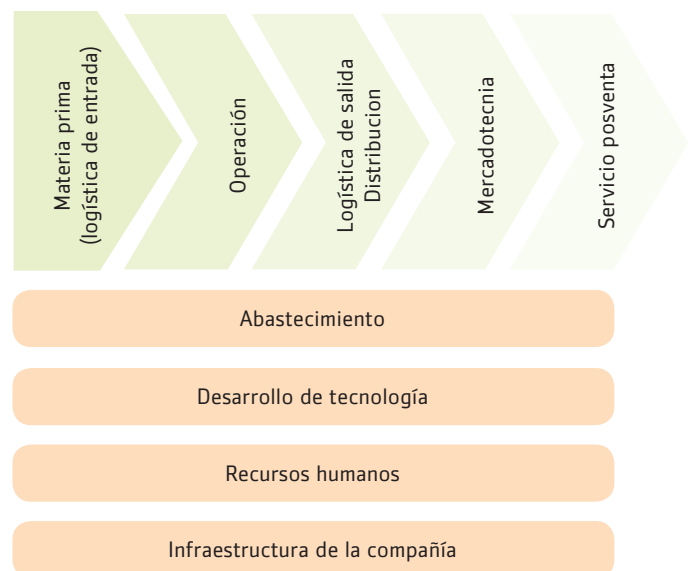 Materia prima
(logística de entrada)
Operación
Logística de salida
Distribucion
Mercadotecnia
Servicio posventa
Abastecimiento
Desarrollo de tecnología
Recursos humanos
Infraestructura de la compañía